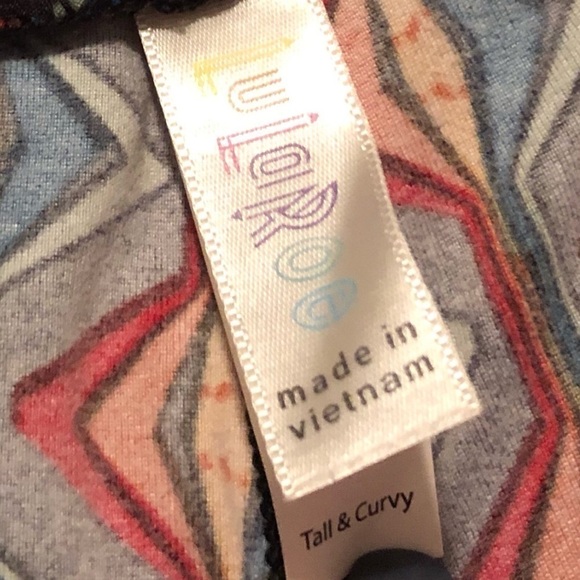 LuLaRoe
made in
vietnam
Tall & Curvy